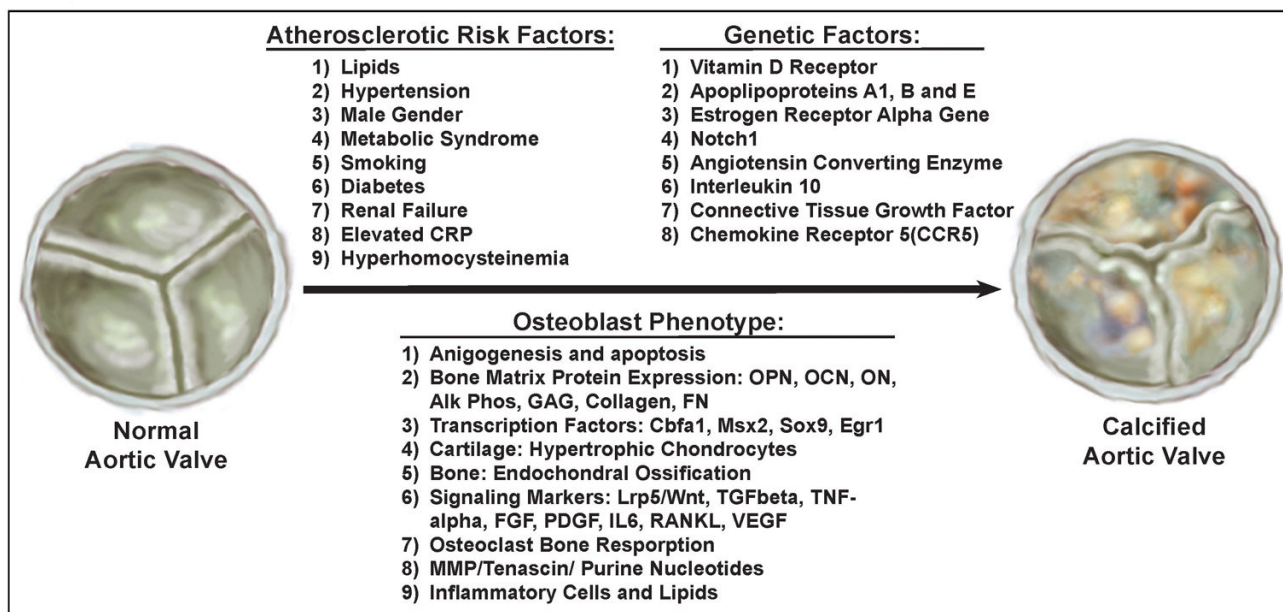 Atherosclerotic Risk Factors:
1) Lipids
2) Hypertension
3) Male Gender
4) Metabolic Syndrome
5) Smoking
6) Diabetes
7) Renal Failure
8) Elevated CRP
9) Hyperhomocysteinemia
Genetic Factors:
1) Vitamin D Receptor
2) Apoplipoproteins A1, B and E
3) Estrogen Receptor Alpha Gene
4) Notch1
5) Angiotensin Converting Enzyme
6) Interleukin 10
7) Connective Tissue Growth Factor
8) Chemokine Receptor 5(CCR5)
Normal
Aortic Valve
Osteoblast Phenotype:
1) Anigogenesis and apoptosis
2) Bone Matrix Protein Expression: OPN, OCN, ON,
Alk Phos, GAG, Collagen, FN
3) Transcription Factors: Cbfa1, Msx2, Sox9, Egr1
4) Cartilage: Hypertrophic Chondrocytes
5) Bone: Endochondral Ossification
6) Signaling Markers: Lrp5/Wnt, TGFbeta, TNF-
alpha, FGF, PDGF, IL6, RANKL, VEGF
7) Osteoclast Bone Resporption
8) MMP/Tenascin/ Purine Nucleotides
9) Inflammatory Cells and Lipids
Calcified
Aortic Valve